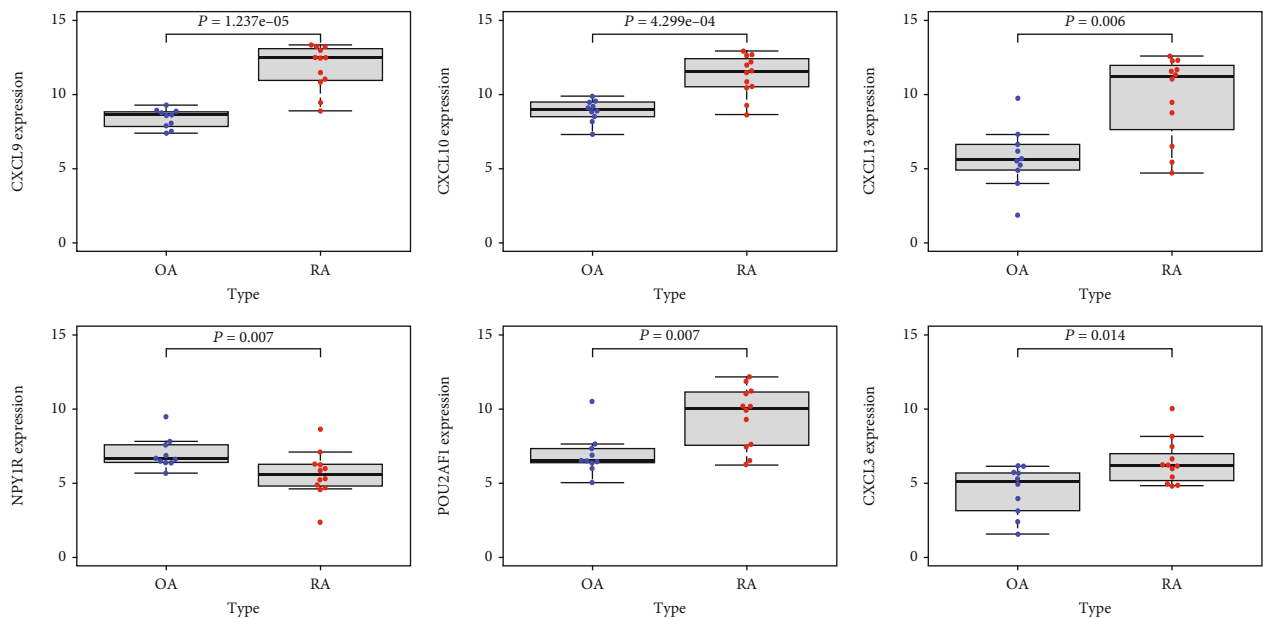 P = 1.237e–05
15
10
5
0
CXCL9 expression
OA
RA
Type
P = 4.299e–04
15
10
5
0
CXCL10 expression
OA
RA
Type
P = 0.006
15
10
5
0
CXCL13 expression
OA
RA
Type
P = 0.007
15
10
5
0
NPY1R expression
OA
RA
Type
P = 0.007
15
10
5
0
POU2AF1 expression
OA
RA
Type
P = 0.014
15
10
5
0
CXCL3 expression
OA
RA
Type